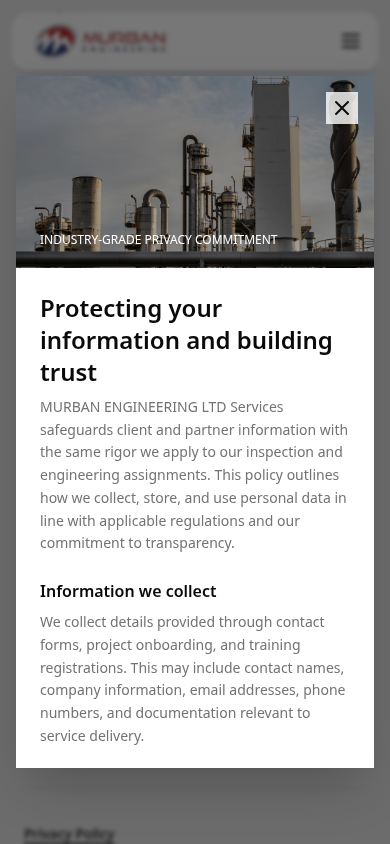 MURBAN
ENGINEERING
INDUSTRY-GRADE PRIVACY COMMITMENT
Protecting your
information and building
trust
MURBAN ENGINEERING LTD Services
safeguards client and partner information with
the same rigor we apply to our inspection and
engineering assignments. This policy outlines
how we collect, store, and use personal data in
line with applicable regulations and our
commitment to transparency.
Information we collect
We collect details provided through contact
forms, project onboarding, and training
registrations. This may include contact names,
company information, email addresses, phone
numbers, and documentation relevant to
service delivery.
Privacy Policy